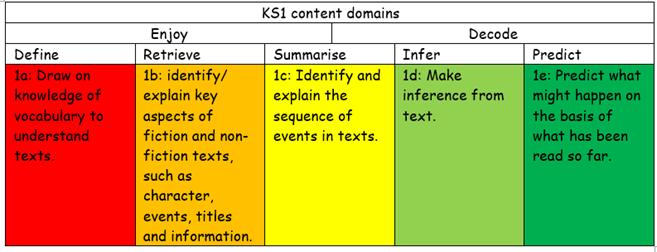 KS1 content domains
Enjoy Decode
Define Retrieve Summarise Infer Predict
1a: Draw on
knowledge of
vocabulary to
understand
texts.
1b: identify/
explain key
aspects of
fiction and non-
fiction texts,
such as
character,
events, titles
and information.
1c: Identify and
explain the
sequence of
events in texts.
1d: Make
inference from
text.
1e: Predict what
might happen on
the basis of
what has been
read so far.